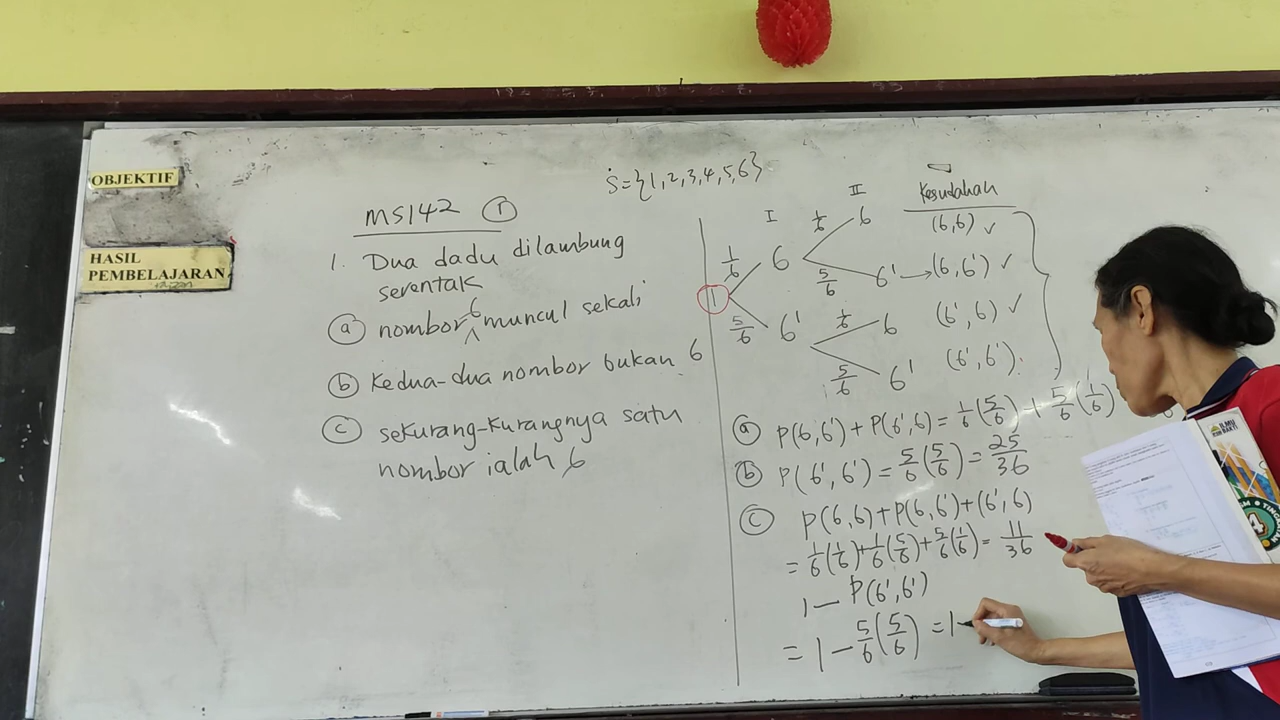 OBJEKTIF
HASIL
PEMBELAJARAN
S={1,2,3,4,5,6}
MS142 ①
1. Dua dadu dilambung
serentak
ⓐ nombor 6 muncul sekali
ⓑ Kedua-dua nombor bukan 6
ⓒ sekurang-kurangnya satu
nombor ialah 6
I II Kesudahan
1/6 6 (6,6) ✓
1/6 6
5/6 6' → (6,6') ✓
1
5/6 6'
1/6 6 (6',6) ✓
5/6 6' (6',6').
ⓐ P(6,6') + P(6',6) = 1/6(5/6) + 5/6(1/6)
ⓑ P(6',6') = 5/6(5/6) = 25/36
ⓒ P(6,6)+P(6,6')+(6',6)
= 1/6(1/6)+1/6(5/6)+5/6(1/6) = 11/36
1 − P(6',6')
= 1 − 5/6(5/6) = 1−
ILMU
BAKTI
4